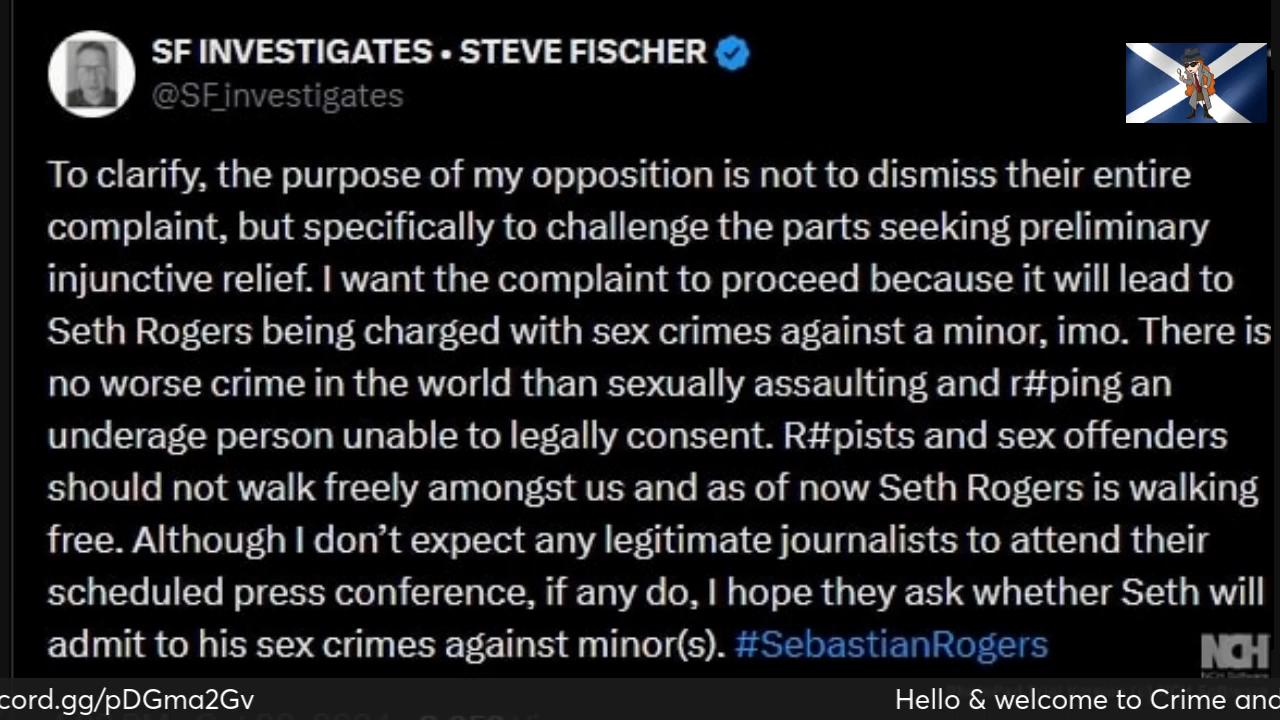 SF INVESTIGATES • STEVE FISCHER
@SF_investigates
To clarify, the purpose of my opposition is not to dismiss their entire
complaint, but specifically to challenge the parts seeking preliminary
injunctive relief. I want the complaint to proceed because it will lead to
Seth Rogers being charged with sex crimes against a minor, imo. There is
no worse crime in the world than sexually assaulting and r#ping an
underage person unable to legally consent. R#pists and sex offenders
should not walk freely amongst us and as of now Seth Rogers is walking
free. Although I don’t expect any legitimate journalists to attend their
scheduled press conference, if any do, I hope they ask whether Seth will
admit to his sex crimes against minor(s). #SebastianRogers
NCH
cord.gg/pDGma2Gv
Hello & welcome to Crime and